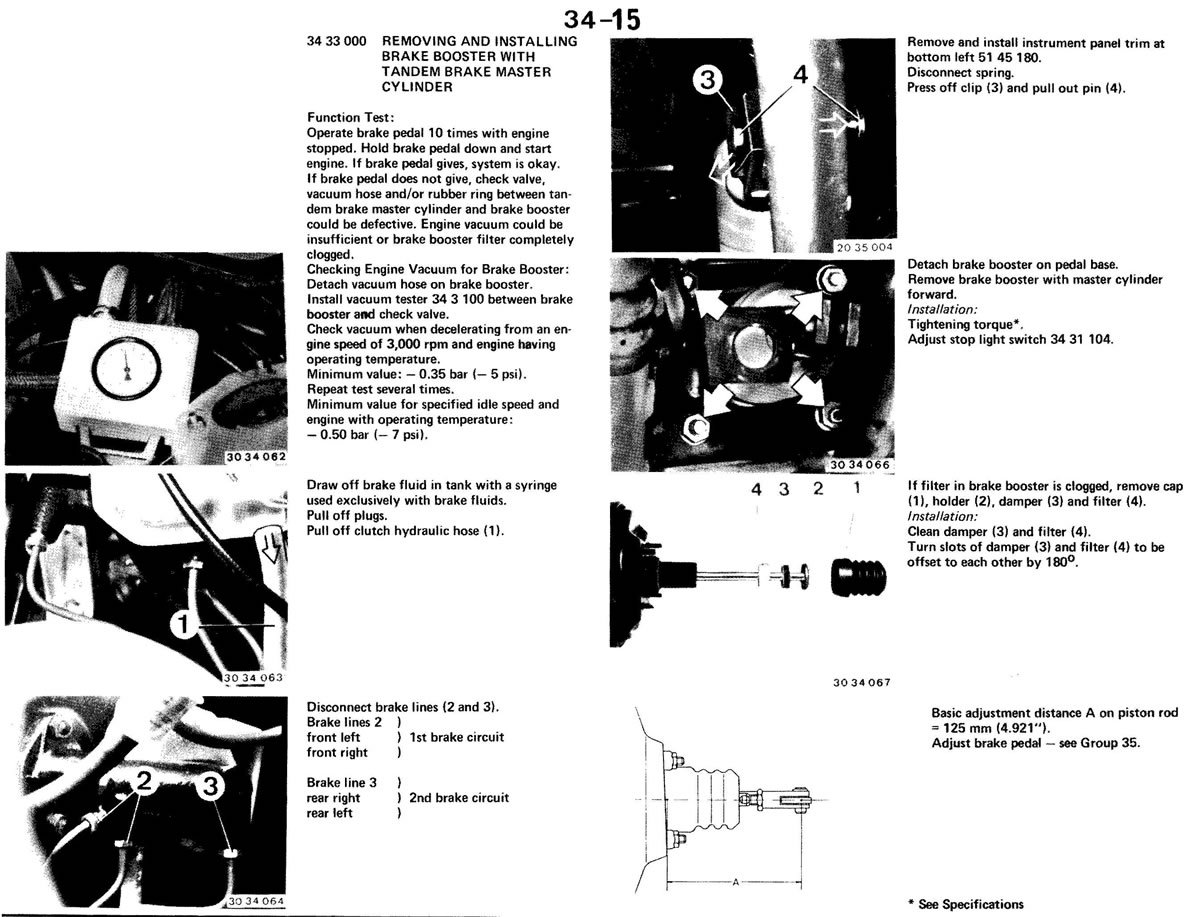 34-15
34 33 000 REMOVING AND INSTALLING
BRAKE BOOSTER WITH
TANDEM BRAKE MASTER
CYLINDER
Function Test:
Operate brake pedal 10 times with engine
stopped. Hold brake pedal down and start
engine. If brake pedal gives, system is okay.
If brake pedal does not give, check valve,
vacuum hose and/or rubber ring between tan-
dem brake master cylinder and brake booster
could be defective. Engine vacuum could be
insufficient or brake booster filter completely
clogged.
Checking Engine Vacuum for Brake Booster:
Detach vacuum hose on brake booster.
Install vacuum tester 34 3 100 between brake
booster and check valve.
Check vacuum when decelerating from an en-
gine speed of 3,000 rpm and engine having
operating temperature.
Minimum value: – 0.35 bar (– 5 psi).
Repeat test several times.
Minimum value for specified idle speed and
engine with operating temperature:
– 0.50 bar (– 7 psi).
30 34 062
Draw off brake fluid in tank with a syringe
used exclusively with brake fluids.
Pull off plugs.
Pull off clutch hydraulic hose (1).
1
30 34 063
Disconnect brake lines (2 and 3).
Brake lines 2 )
front left ) 1st brake circuit
front right )
Brake line 3 )
rear right ) 2nd brake circuit
rear left )
2 3
30 34 064
3 4
20 35 004
Remove and install instrument panel trim at
bottom left 51 45 180.
Disconnect spring.
Press off clip (3) and pull out pin (4).
Detach brake booster on pedal base.
Remove brake booster with master cylinder
forward.
Installation:
Tightening torque*.
Adjust stop light switch 34 31 104.
30 34 066
4 3 2 1
If filter in brake booster is clogged, remove cap
(1), holder (2), damper (3) and filter (4).
Installation:
Clean damper (3) and filter (4).
Turn slots of damper (3) and filter (4) to be
offset to each other by 180°.
30 34 067
Basic adjustment distance A on piston rod
= 125 mm (4.921″).
Adjust brake pedal – see Group 35.
A
* See Specifications